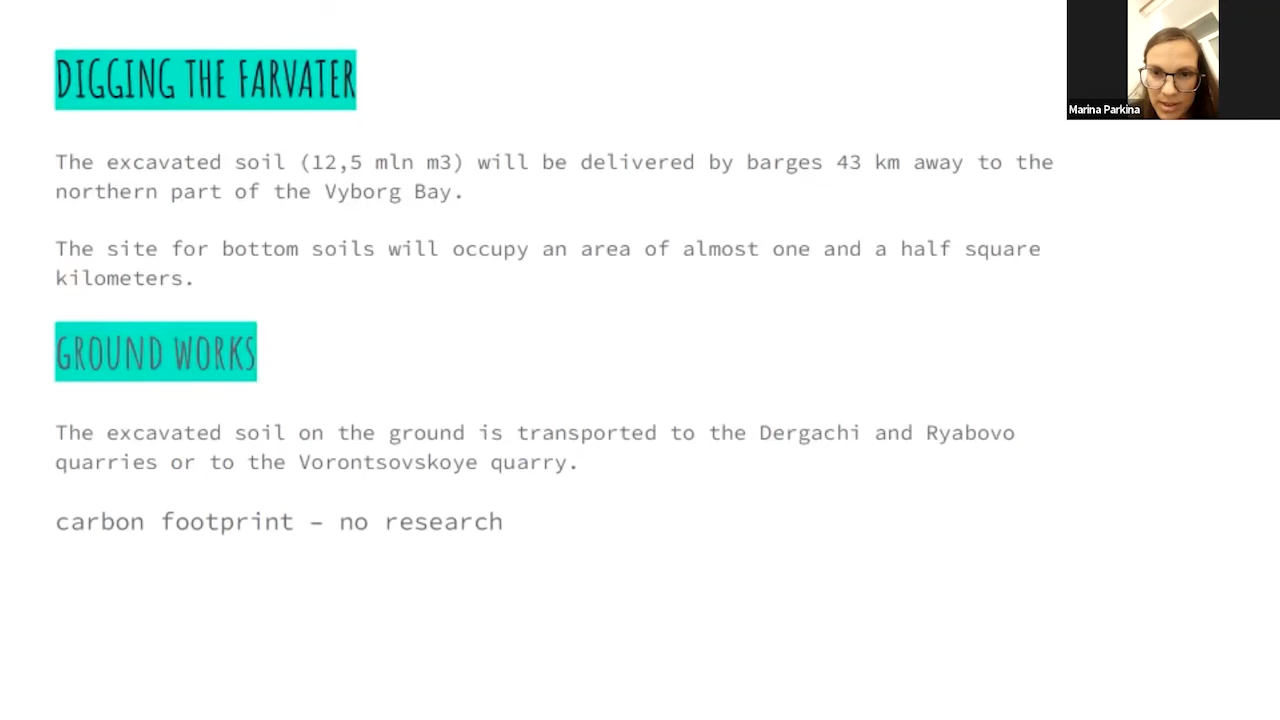 DIGGING THE FARVATER
Marina Parkina
The excavated soil (12,5 mln m3) will be delivered by barges 43 km away to the
northern part of the Vyborg Bay.
The site for bottom soils will occupy an area of almost one and a half square
kilometers.
GROUND WORKS
The excavated soil on the ground is transported to the Dergachi and Ryabovo
quarries or to the Vorontsovskoye quarry.
carbon footprint – no research